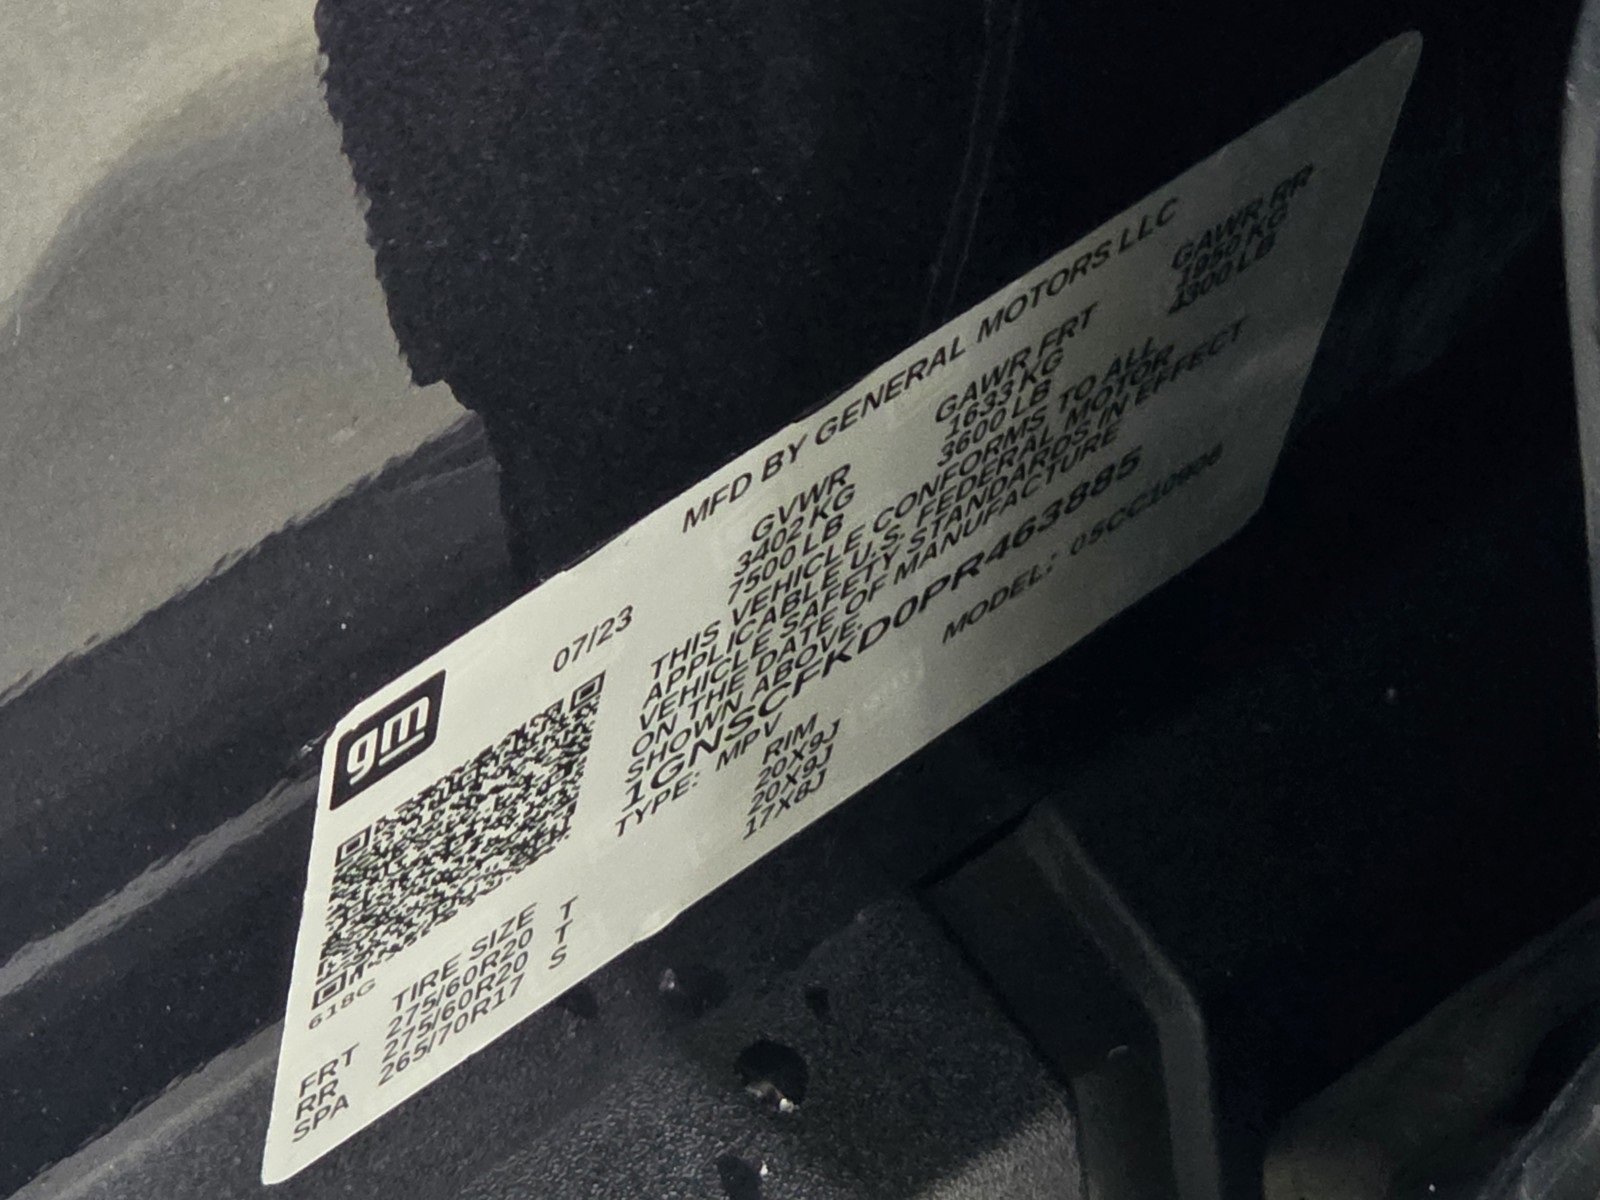 gm
07/23
MFD BY GENERAL MOTORS LLC
GVWR GAWR FRT GAWR RR
3402 KG 1633 KG 1950 KG
7500 LB 3600 LB 4300 LB
THIS VEHICLE CONFORMS TO ALL
APPLICABLE U.S. FEDERAL MOTOR
VEHICLE SAFETY STANDARDS IN EFFECT
ON THE DATE OF MANUFACTURE
SHOWN ABOVE.
1GNSCFKD0PR463885
TYPE: MPV MODEL:
618G
TIRE SIZE RIM
FRT 275/60R20 T 20X9J
RR 275/60R20 T 20X9J
SPA 265/70R17 S 17X8J